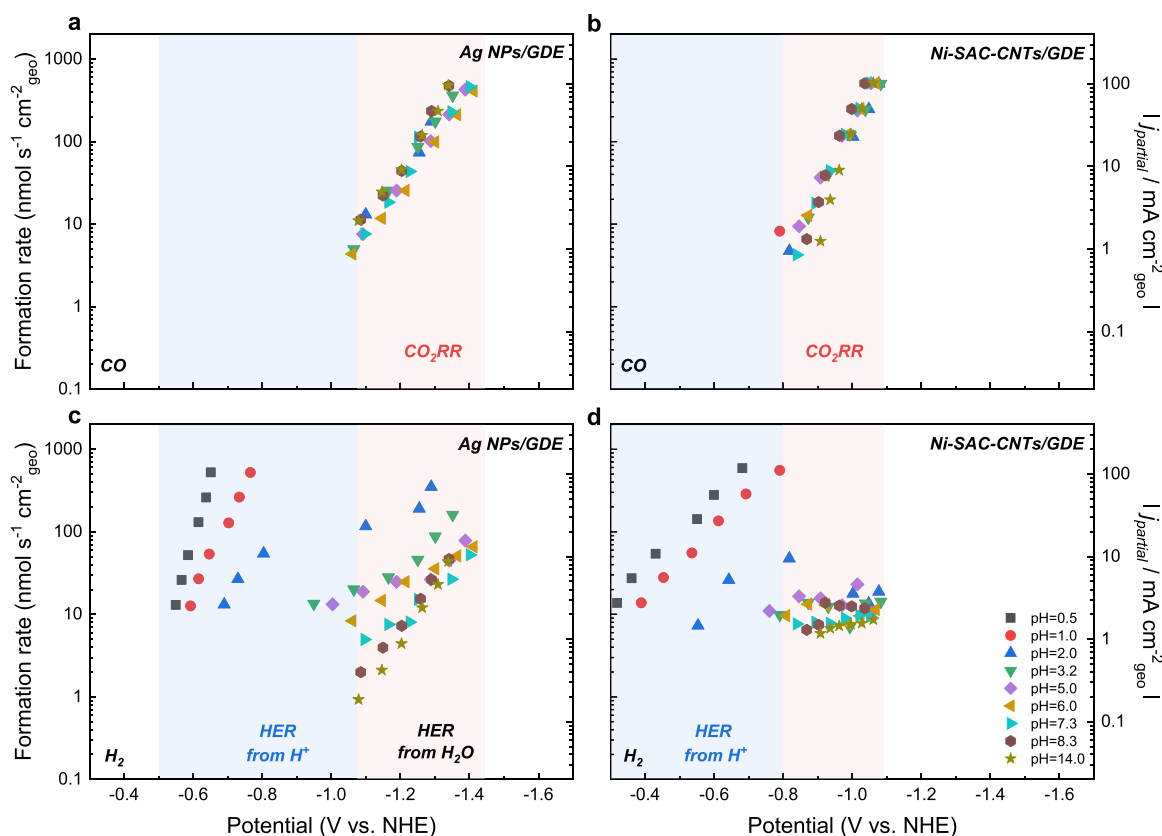 a
Ag NPs/GDE
b
Ni-SAC-CNTs/GDE
Formation rate (nmol s⁻¹ cm⁻²geo)
1000
100
10
1
0.1
CO
CO₂RR
CO
CO₂RR
100
10
1
0.1
| jpartial / mA cm⁻²geo |
c
Ag NPs/GDE
d
Ni-SAC-CNTs/GDE
Formation rate (nmol s⁻¹ cm⁻²geo)
1000
100
10
1
0.1
H₂
HER
from H⁺
HER
from H₂O
H₂
HER
from H⁺
pH=0.5
pH=1.0
pH=2.0
pH=3.2
pH=5.0
pH=6.0
pH=7.3
pH=8.3
pH=14.0
100
10
1
0.1
| jpartial / mA cm⁻²geo |
-0.4 -0.6 -0.8 -1.0 -1.2 -1.4 -1.6
-0.4 -0.6 -0.8 -1.0 -1.2 -1.4 -1.6
Potential (V vs. NHE)
Potential (V vs. NHE)